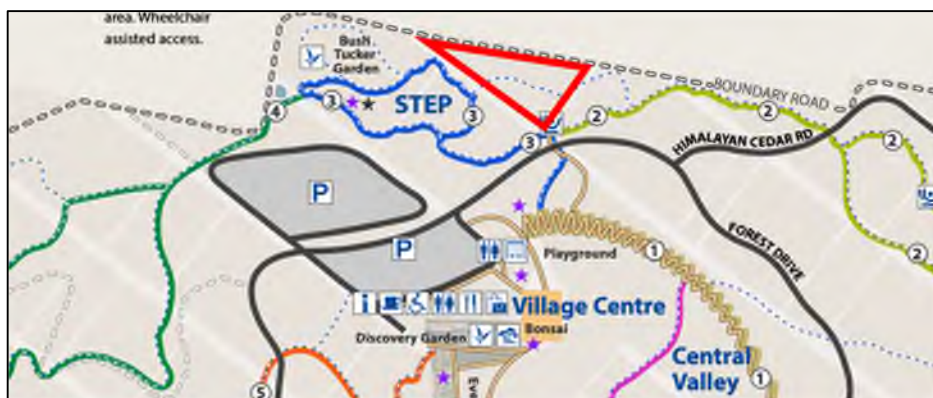 area. Wheelchair
assisted access.
Bush
Tucker
Garden
STEP
BOUNDARY ROAD
HIMALAYAN CEDAR RD
FOREST DRIVE
4
3
3
3
2
2
2
2
P
P
Playground
1
Village Centre
Discovery Garden
Bonsai
Central
Valley
1
5
Eve